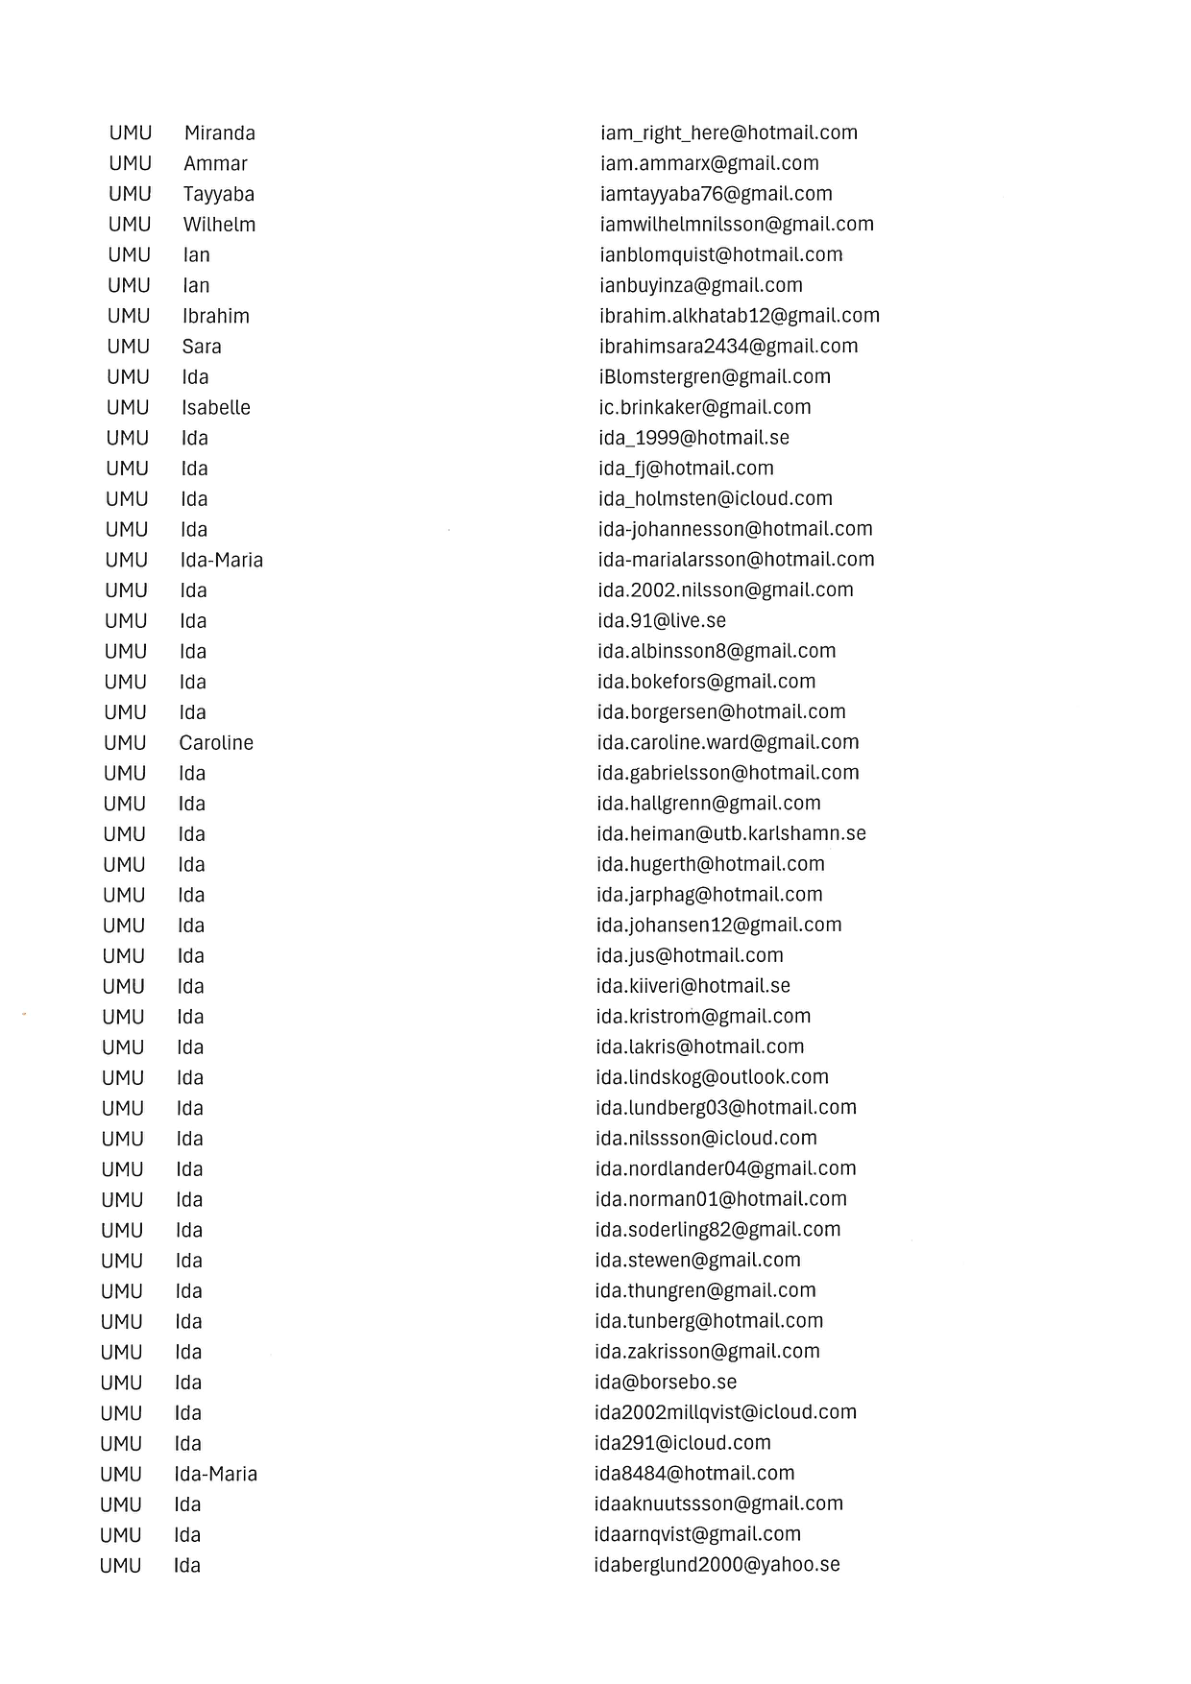 UMU Miranda iam_right_here@hotmail.com
UMU Ammar iam.ammarx@gmail.com
UMU Tayyaba iamtayyaba76@gmail.com
UMU Wilhelm iamwilhelmnilsson@gmail.com
UMU Ian ianblomquist@hotmail.com
UMU Ian ianbuyinza@gmail.com
UMU Ibrahim ibrahim.alkhatab12@gmail.com
UMU Sara ibrahimsara2434@gmail.com
UMU Ida iBlomstergren@gmail.com
UMU Isabelle ic.brinkaker@gmail.com
UMU Ida ida_1999@hotmail.se
UMU Ida ida_fj@hotmail.com
UMU Ida ida_holmsten@icloud.com
UMU Ida ida-johannesson@hotmail.com
UMU Ida-Maria ida-marialarsson@hotmail.com
UMU Ida ida.2002.nilsson@gmail.com
UMU Ida ida.91@live.se
UMU Ida ida.albinsson8@gmail.com
UMU Ida ida.bokefors@gmail.com
UMU Ida ida.borgersen@hotmail.com
UMU Caroline ida.caroline.ward@gmail.com
UMU Ida ida.gabrielsson@hotmail.com
UMU Ida ida.hallgrenn@gmail.com
UMU Ida ida.heiman@utb.karlshamn.se
UMU Ida ida.hugerth@hotmail.com
UMU Ida ida.jarphag@hotmail.com
UMU Ida ida.johansen12@gmail.com
UMU Ida ida.jus@hotmail.com
UMU Ida ida.kiiveri@hotmail.se
UMU Ida ida.kristrom@gmail.com
UMU Ida ida.lakris@hotmail.com
UMU Ida ida.lindskog@outlook.com
UMU Ida ida.lundberg03@hotmail.com
UMU Ida ida.nilssson@icloud.com
UMU Ida ida.nordlander04@gmail.com
UMU Ida ida.norman01@hotmail.com
UMU Ida ida.soderling82@gmail.com
UMU Ida ida.stewen@gmail.com
UMU Ida ida.thungren@gmail.com
UMU Ida ida.tunberg@hotmail.com
UMU Ida ida.zakrisson@gmail.com
UMU Ida ida@borsebo.se
UMU Ida ida2002millqvist@icloud.com
UMU Ida ida291@icloud.com
UMU Ida-Maria ida8484@hotmail.com
UMU Ida idaaknuutssson@gmail.com
UMU Ida idaarnqvist@gmail.com
UMU Ida idaberglund2000@yahoo.se